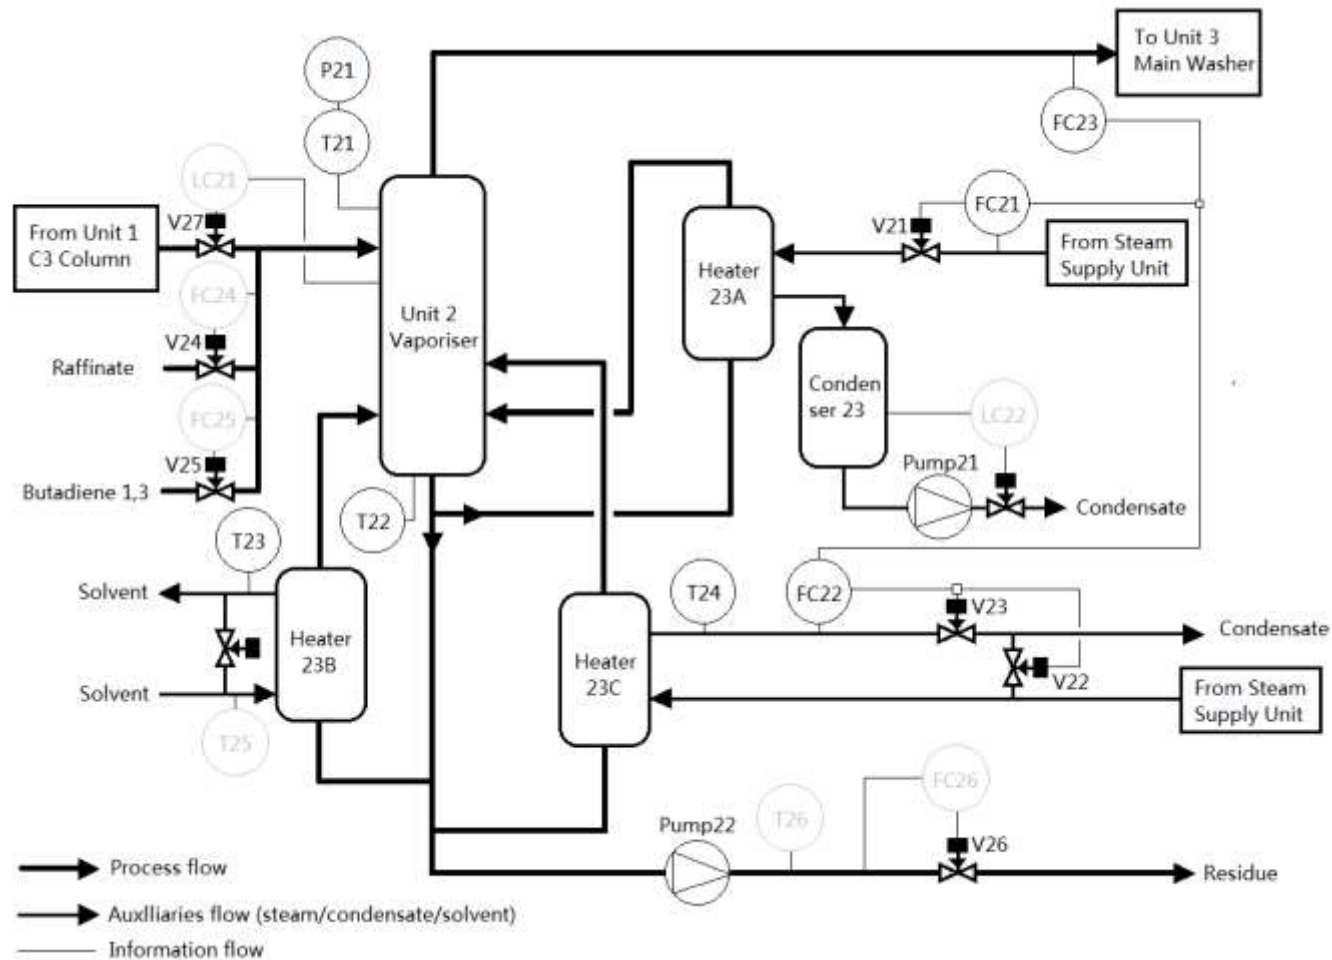 To Unit 3
Main Washer
P21
T21
FC23
LC21
V27
From Unit 1
C3 Column
FC24
V24
Raffinate
FC25
V25
Butadiene 1,3
Unit 2
Vaporiser
Heater
23A
V21
FC21
From Steam
Supply Unit
Conden
ser 23
LC22
Pump21
Condensate
T22
T23
Solvent
Heater
23B
Solvent
T25
T24
FC22
V23
Condensate
Heater
23C
V22
From Steam
Supply Unit
FC26
Pump22
T26
V26
Residue
Process flow
Auxlliaries flow (steam/condensate/solvent)
Information flow